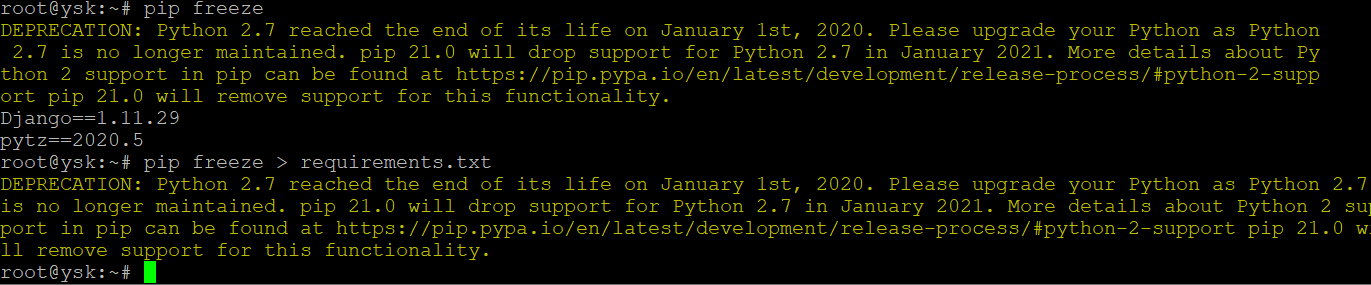 root@ysk:~# pip freeze
DEPRECATION: Python 2.7 reached the end of its life on January 1st, 2020. Please upgrade your Python as Python
 2.7 is no longer maintained. pip 21.0 will drop support for Python 2.7 in January 2021. More details about Py
thon 2 support in pip can be found at https://pip.pypa.io/en/latest/development/release-process/#python-2-supp
ort pip 21.0 will remove support for this functionality.
Django==1.11.29
pytz==2020.5
root@ysk:~# pip freeze > requirements.txt
DEPRECATION: Python 2.7 reached the end of its life on January 1st, 2020. Please upgrade your Python as Python 2.7
is no longer maintained. pip 21.0 will drop support for Python 2.7 in January 2021. More details about Python 2 sup
port in pip can be found at https://pip.pypa.io/en/latest/development/release-process/#python-2-support pip 21.0 wi
ll remove support for this functionality.
root@ysk:~#